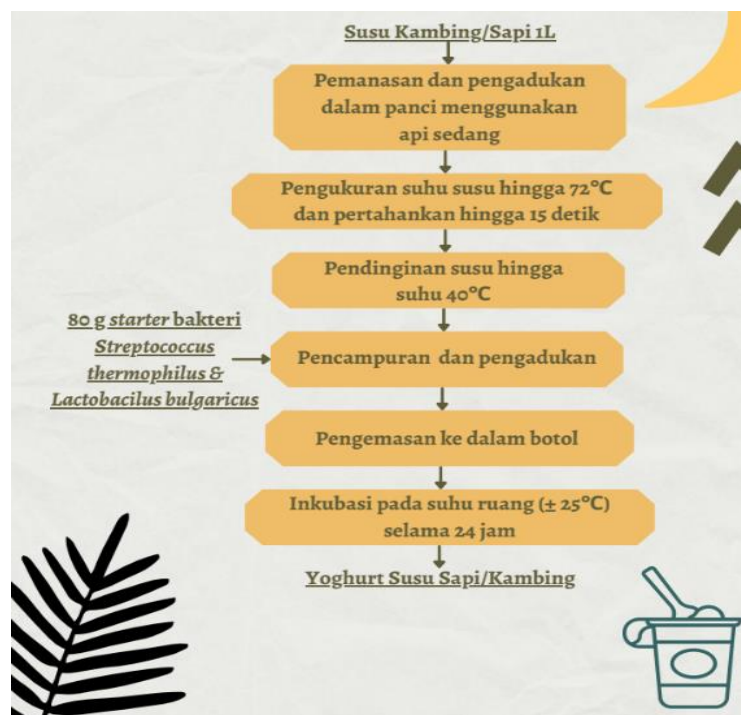 Susu Kambing/Sapi 1L
Pemanasan dan pengadukan
dalam panci menggunakan
api sedang
Pengukuran suhu susu hingga 72°C
dan pertahankan hingga 15 detik
Pendinginan susu hingga
suhu 40°C
80 g starter bakteri
Streptococcus
thermophilus &
Lactobacilus bulgaricus
Pencampuran dan pengadukan
Pengemasan ke dalam botol
Inkubasi pada suhu ruang (± 25°C)
selama 24 jam
Yoghurt Susu Sapi/Kambing